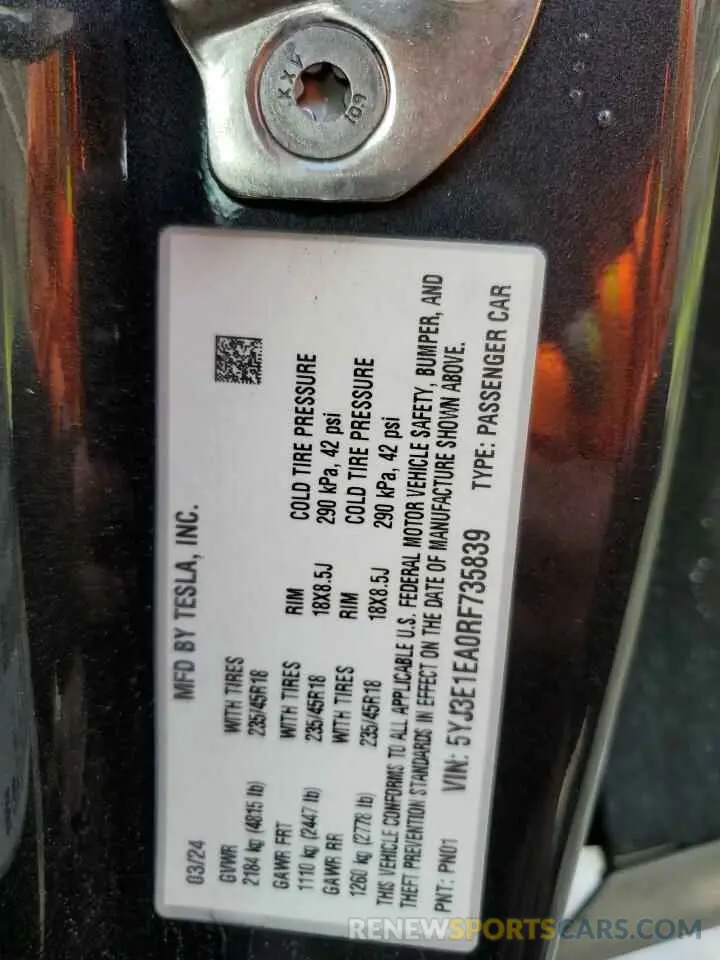 XXV
109
MFD BY TESLA, INC.
03/24
GVWR WITH TIRES
2184 kg (4815 lb) 235/45R18
GAWR FRT WITH TIRES RIM COLD TIRE PRESSURE
1110 kg (2447 lb) 235/45R18 18X8.5J 290 kPa, 42 psi
GAWR RR WITH TIRES RIM COLD TIRE PRESSURE
1260 kg (2778 lb) 235/45R18 18X8.5J 290 kPa, 42 psi
THIS VEHICLE CONFORMS TO ALL APPLICABLE U.S. FEDERAL MOTOR VEHICLE SAFETY, BUMPER, AND
THEFT PREVENTION STANDARDS IN EFFECT ON THE DATE OF MANUFACTURE SHOWN ABOVE.
PNT: PN01 VIN: 5YJ3E1EA0RF735839 TYPE: PASSENGER CAR
RENEWSPORTSCARS.COM